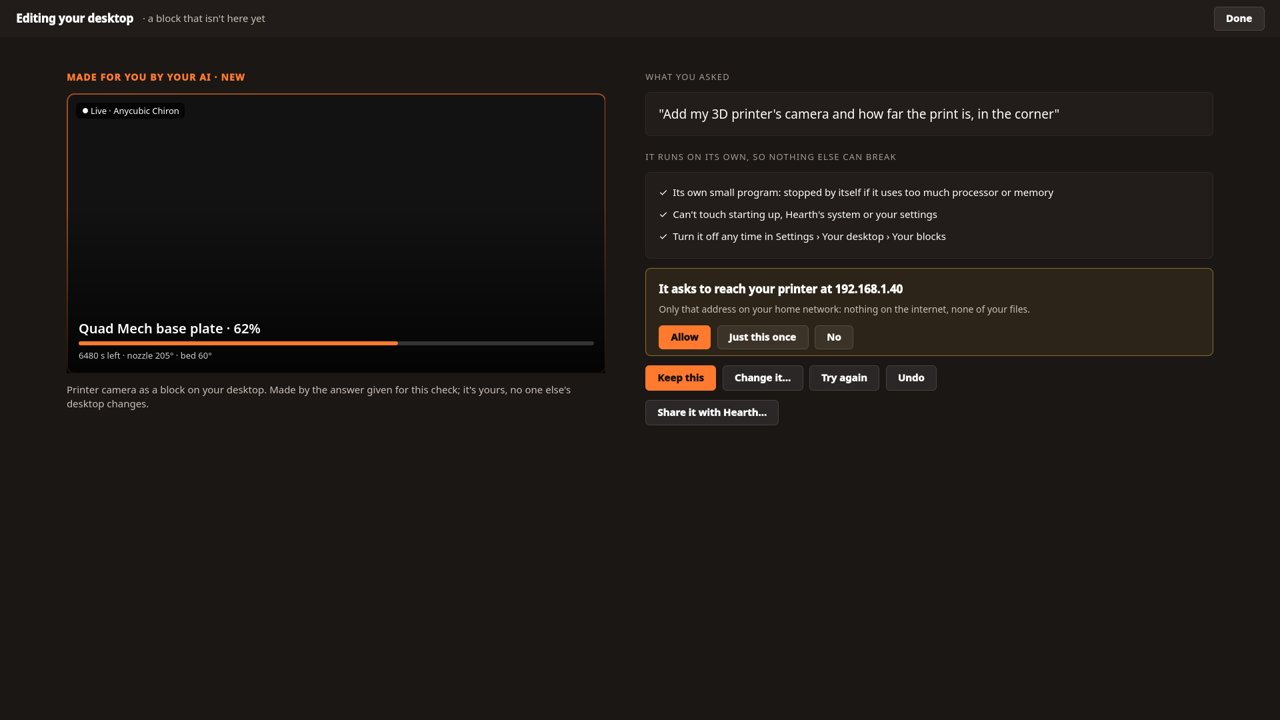 Editing your desktop · a block that isn't here yet
Done
MADE FOR YOU BY YOUR AI · NEW
Live · Anycubic Chiron
Quad Mech base plate · 62%
6480 s left · nozzle 205° · bed 60°
Printer camera as a block on your desktop. Made by the answer given for this check; it's yours, no one else's
desktop changes.
WHAT YOU ASKED
"Add my 3D printer's camera and how far the print is, in the corner"
IT RUNS ON ITS OWN, SO NOTHING ELSE CAN BREAK
✓ Its own small program: stopped by itself if it uses too much processor or memory
✓ Can't touch starting up, Hearth's system or your settings
✓ Turn it off any time in Settings › Your desktop › Your blocks
It asks to reach your printer at 192.168.1.40
Only that address on your home network: nothing on the internet, none of your files.
Allow
Just this once
No
Keep this
Change it...
Try again
Undo
Share it with Hearth...